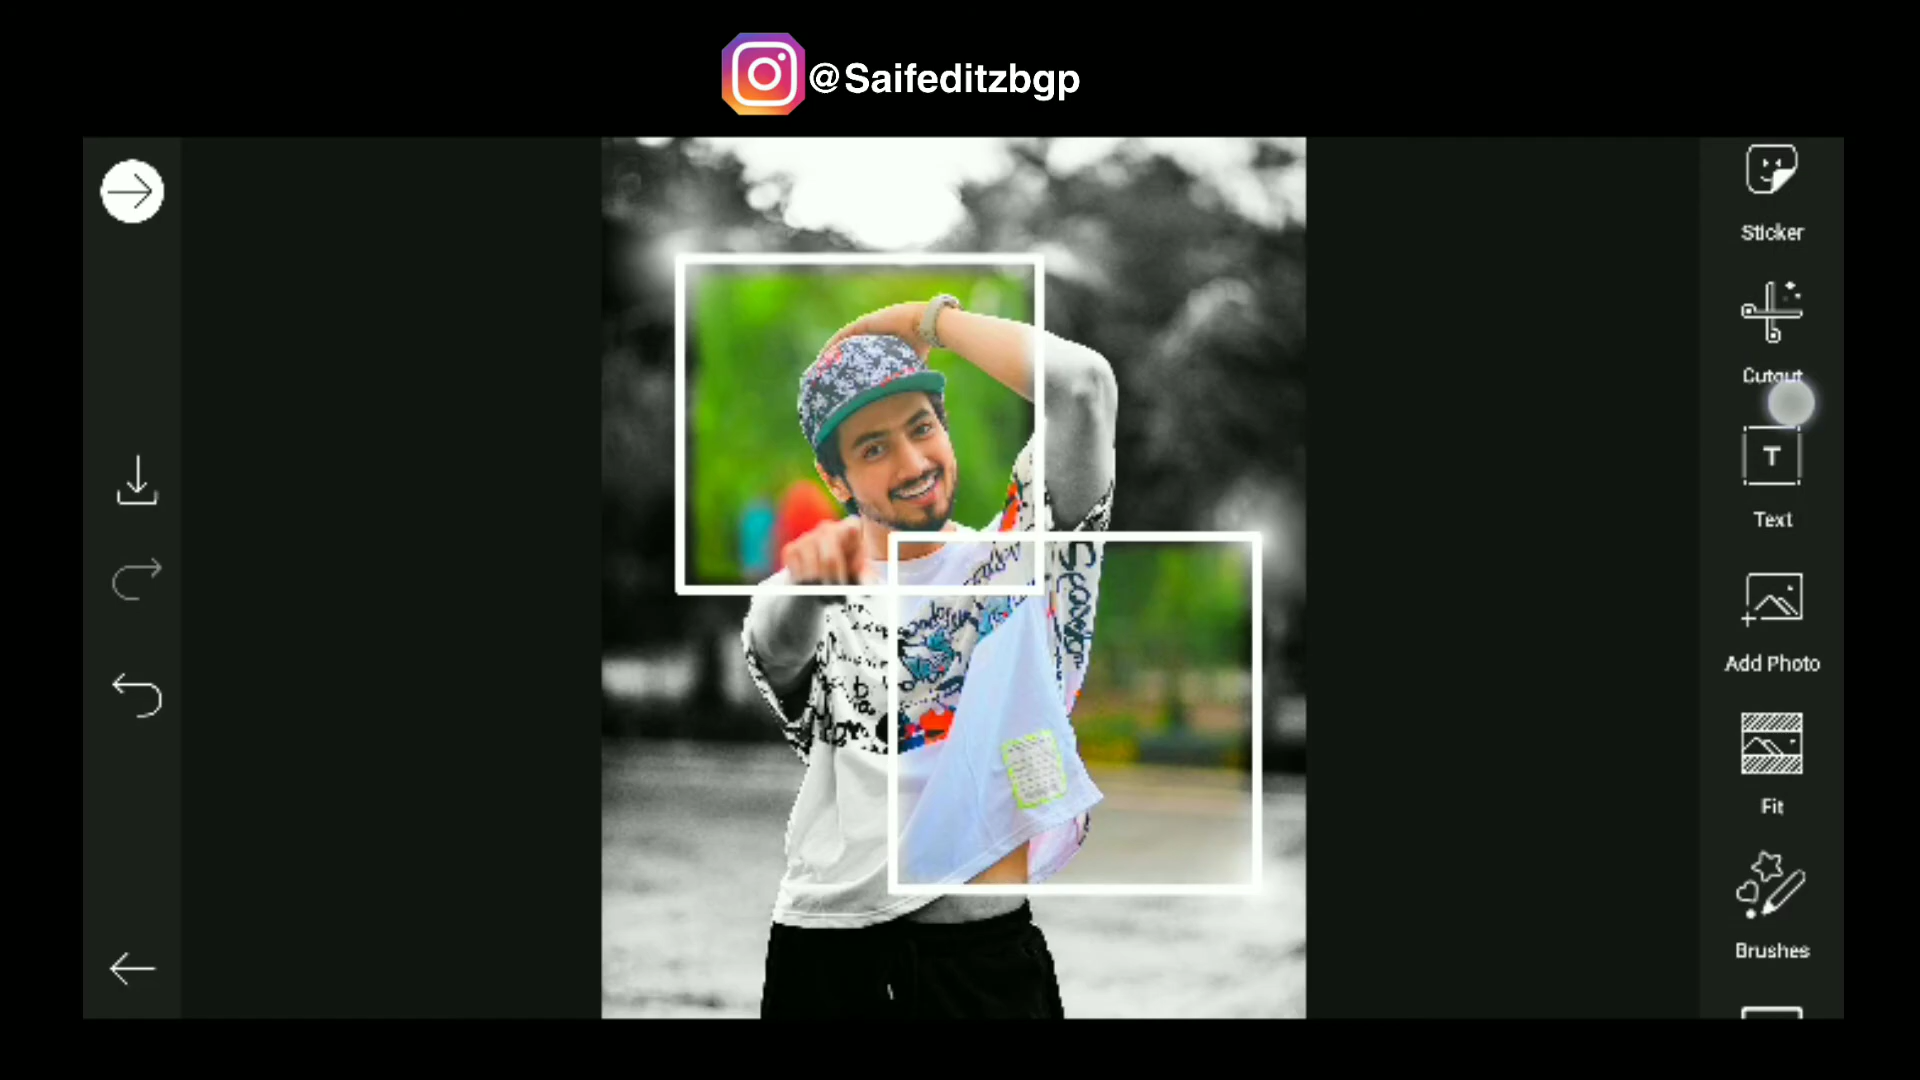 @Saifeditzbgp
Sticker
Cutout
Text
Add Photo
Fit
Brushes